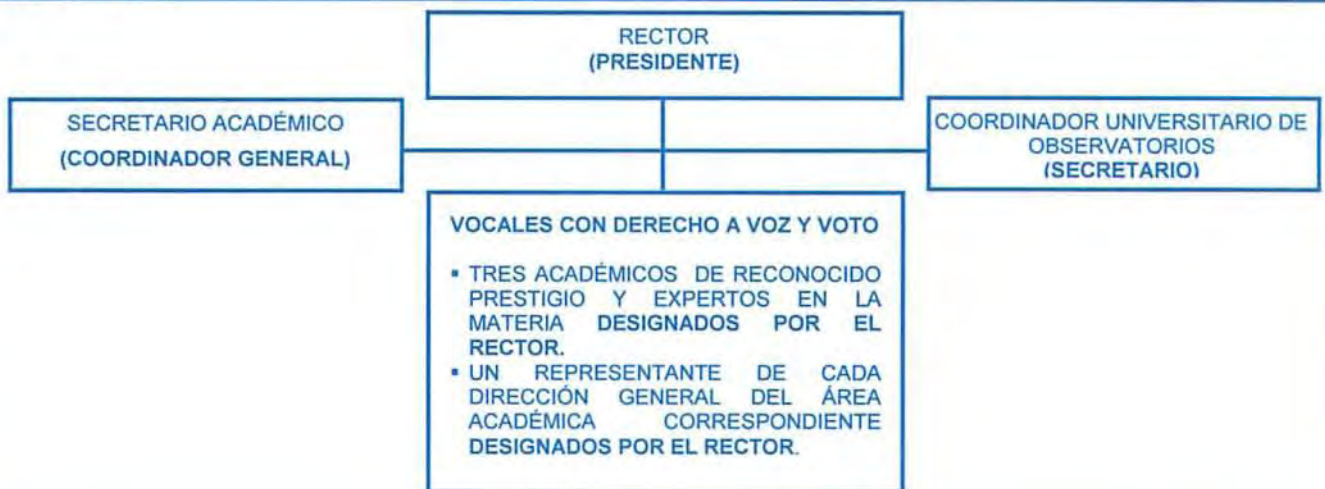 RECTOR
(PRESIDENTE)
SECRETARIO ACADÉMICO
(COORDINADOR GENERAL)
COORDINADOR UNIVERSITARIO DE
OBSERVATORIOS
(SECRETARIO)
VOCALES CON DERECHO A VOZ Y VOTO
▪ TRES ACADÉMICOS DE RECONOCIDO
PRESTIGIO Y EXPERTOS EN LA
MATERIA DESIGNADOS POR EL
RECTOR.
▪ UN REPRESENTANTE DE CADA
DIRECCIÓN GENERAL DEL ÁREA
ACADÉMICA CORRESPONDIENTE
DESIGNADOS POR EL RECTOR.